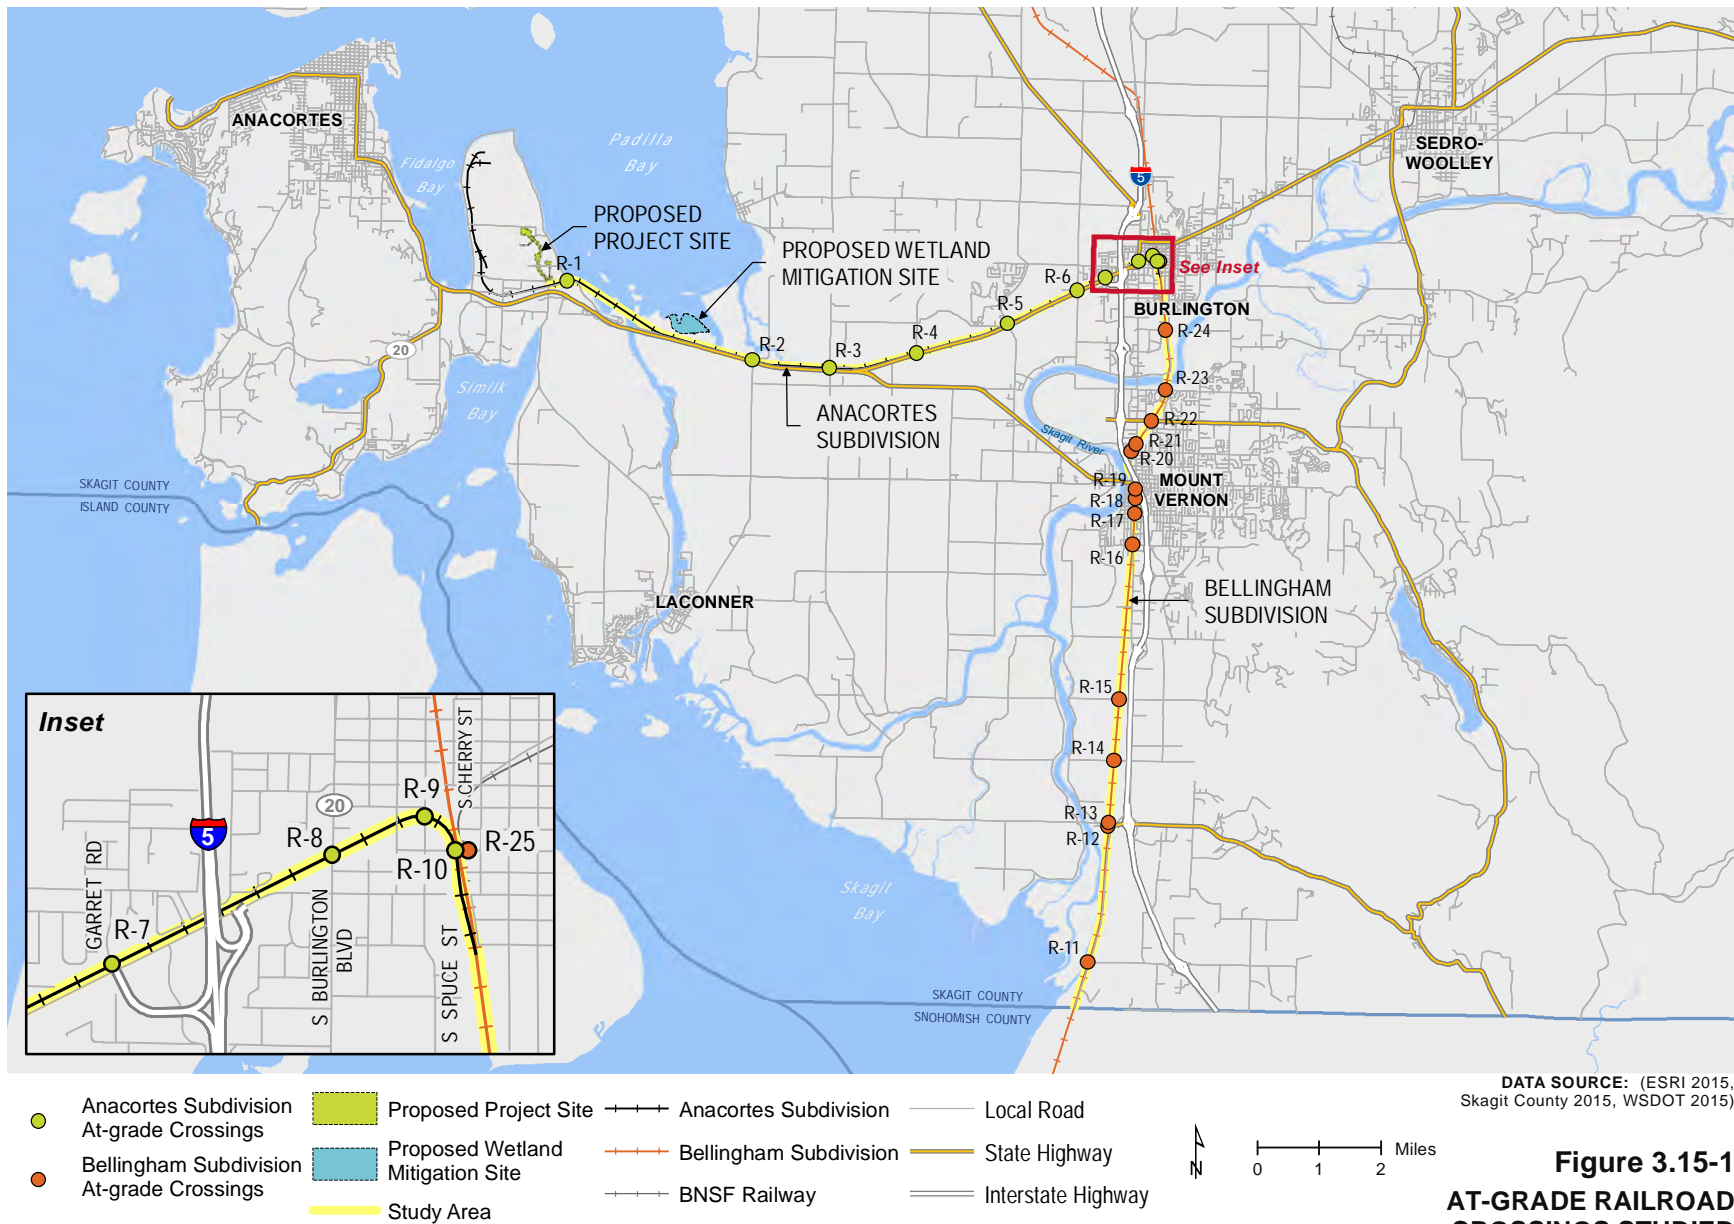 ANACORTES
Fidalgo
Bay
Padilla
Bay
PROPOSED
PROJECT SITE
R-1
PROPOSED WETLAND
MITIGATION SITE
5
SEDRO-
WOOLLEY
See Inset
BURLINGTON
R-6
R-5
R-4
R-3
R-2
R-24
R-23
R-22
R-21
R-20
20
Similk
Bay
ANACORTES
SUBDIVISION
Skagit River
R-19
R-18
R-17
R-16
MOUNT
VERNON
SKAGIT COUNTY
ISLAND COUNTY
LACONNER
BELLINGHAM
SUBDIVISION
R-15
R-14
R-13
R-12
R-11
Skagit
Bay
SKAGIT COUNTY
SNOHOMISH COUNTY
Inset
S.CHERRY ST
R-9
20
5
R-8
R-25
R-10
GARRET RD
R-7
S BURLINGTON
BLVD
S SPUCE ST
Anacortes Subdivision
At-grade Crossings
Bellingham Subdivision
At-grade Crossings
Proposed Project Site
Proposed Wetland
Mitigation Site
Study Area
Anacortes Subdivision
Bellingham Subdivision
BNSF Railway
Local Road
State Highway
Interstate Highway
N
0 1 2 Miles
DATA SOURCE: (ESRI 2015,
Skagit County 2015, WSDOT 2015)
Figure 3.15-1
AT-GRADE RAILROAD
CROSSINGS STUDIED